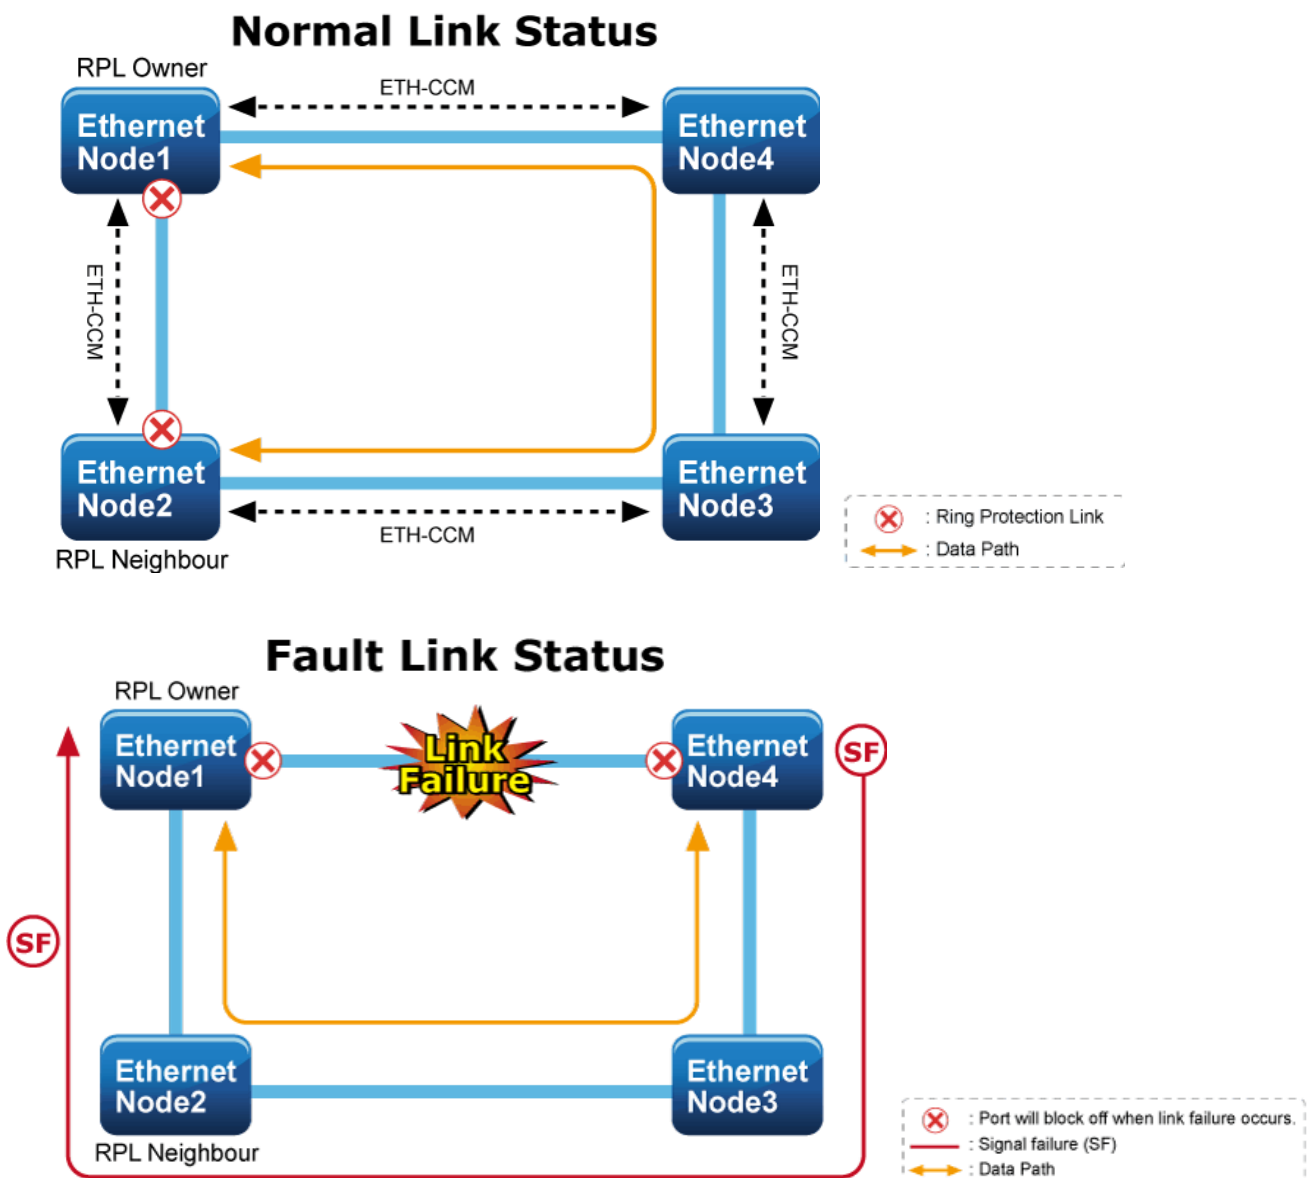 Normal Link Status
RPL Owner
ETH-CCM
Ethernet
Node1
Ethernet
Node4
ETH-CCM
ETH-CCM
Ethernet
Node2
Ethernet
Node3
ETH-CCM
RPL Neighbour
: Ring Protection Link
: Data Path
Fault Link Status
RPL Owner
Ethernet
Node1
Link
Failure
Ethernet
Node4
SF
SF
Ethernet
Node2
Ethernet
Node3
RPL Neighbour
: Port will block off when link failure occurs.
: Signal failure (SF)
: Data Path